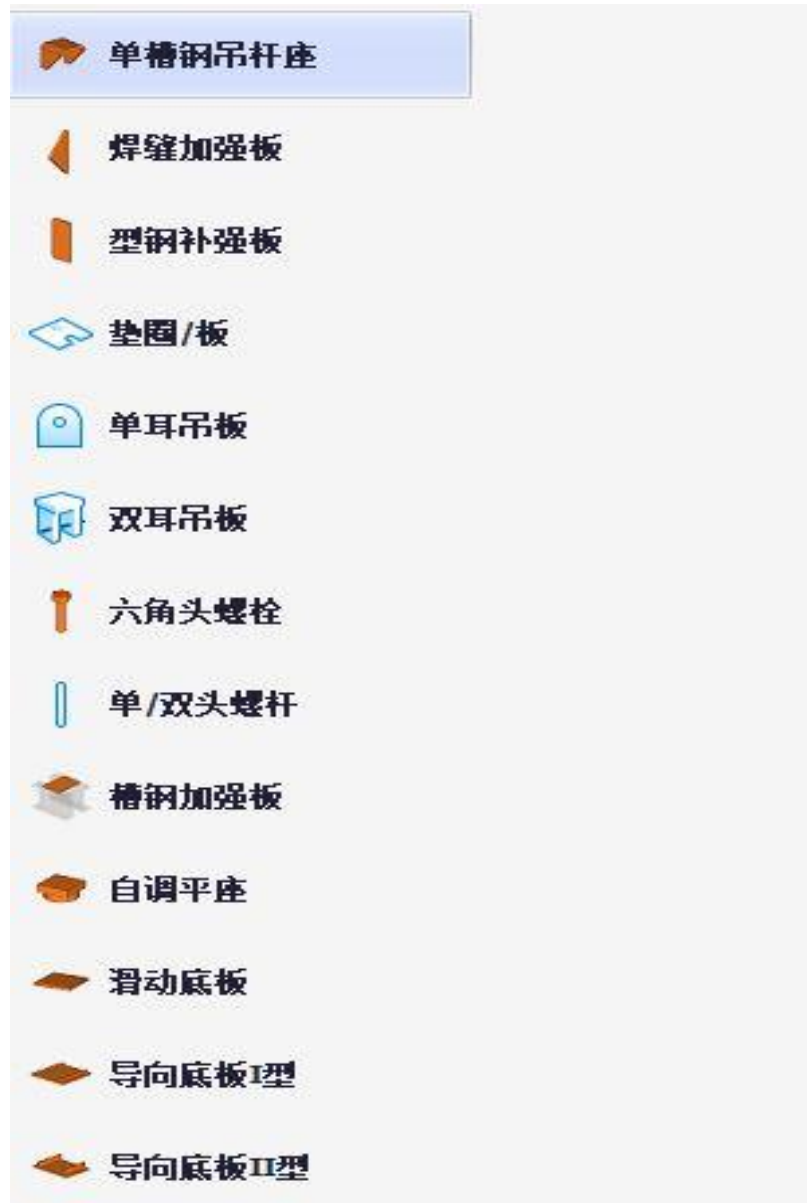 单槽钢吊杆座
焊缝加强板
型钢补强板
垫圈/板
单耳吊板
双耳吊板
六角头螺栓
单/双头螺杆
槽钢加强板
自调平座
滑动底板
导向底板I型
导向底板II型